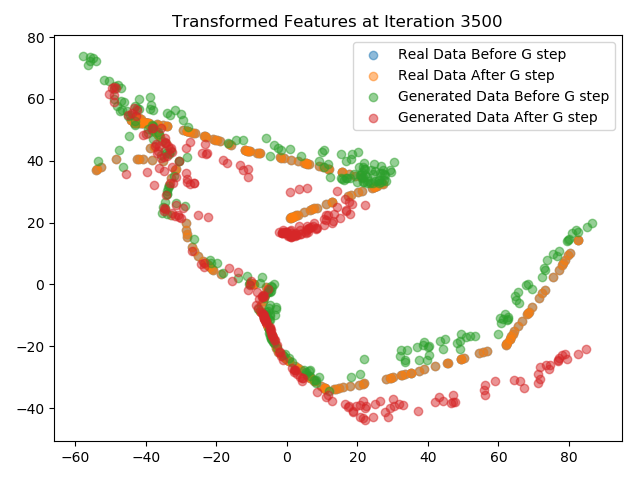 Transformed Features at Iteration 3500
Real Data Before G step
Real Data After G step
Generated Data Before G step
Generated Data After G step
80
60
40
20
0
−20
−40
−60 −40 −20 0 20 40 60 80